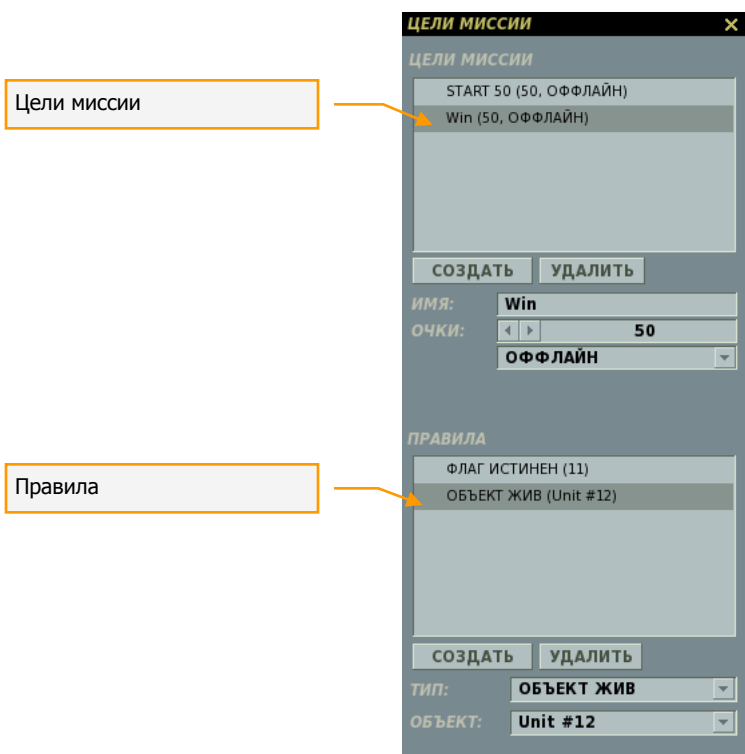 ЦЕЛИ МИССИИ
ЦЕЛИ МИССИИ
START 50 (50, ОФФЛАЙН)
Цели миссии
Win (50, ОФФЛАЙН)
СОЗДАТЬ УДАЛИТЬ
ИМЯ: Win
ОЧКИ: 50
ОФФЛАЙН
ПРАВИЛА
ФЛАГ ИСТИНЕН (11)
Правила
ОБЪЕКТ ЖИВ (Unit #12)
СОЗДАТЬ УДАЛИТЬ
ТИП: ОБЪЕКТ ЖИВ
ОБЪЕКТ: Unit #12